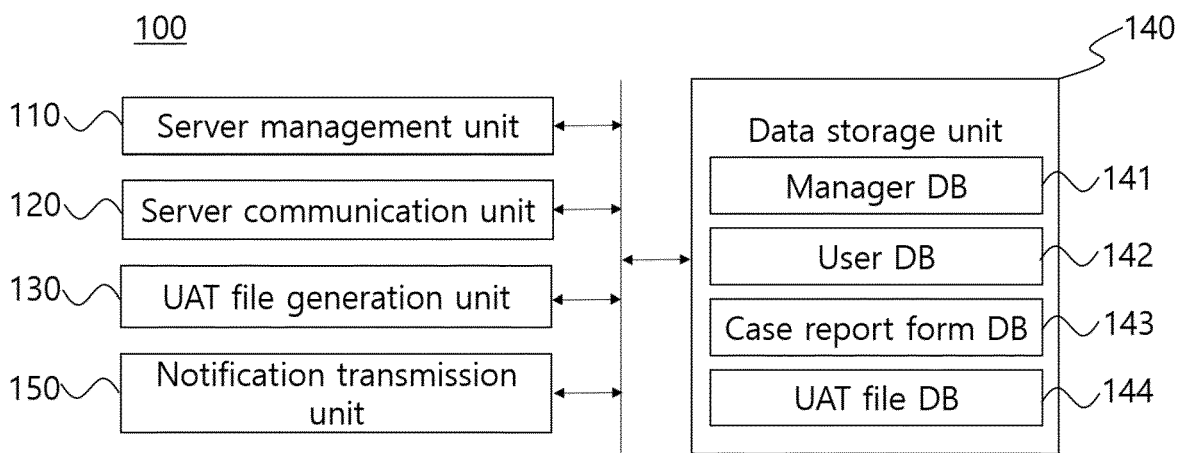 100
140
110
Server management unit
120
Server communication unit
130
UAT file generation unit
150
Notification transmission
unit
Data storage unit
Manager DB
141
User DB
142
Case report form DB
143
UAT file DB
144